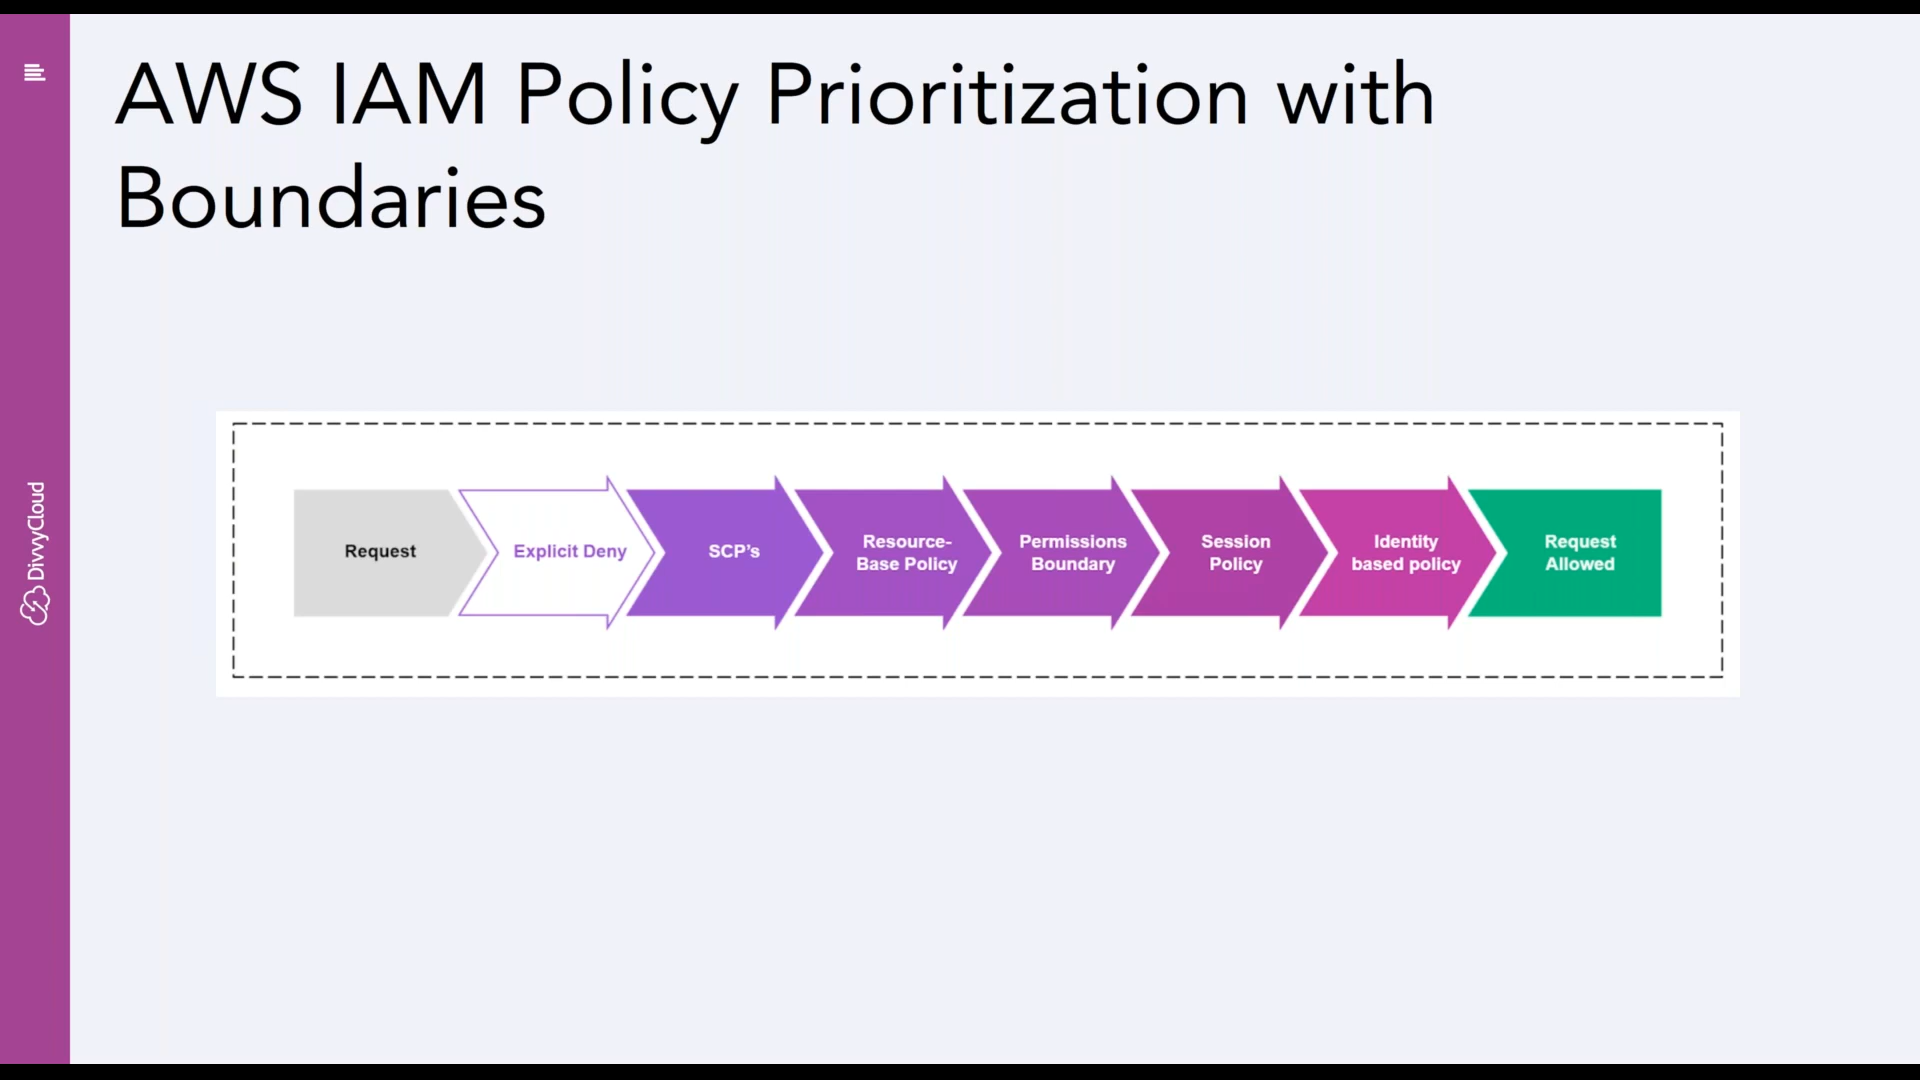 AWS IAM Policy Prioritization with
Boundaries
DivvyCloud
Request
Explicit Deny
SCP's
Resource-
Base Policy
Permissions
Boundary
Session
Policy
Identity
based policy
Request
Allowed